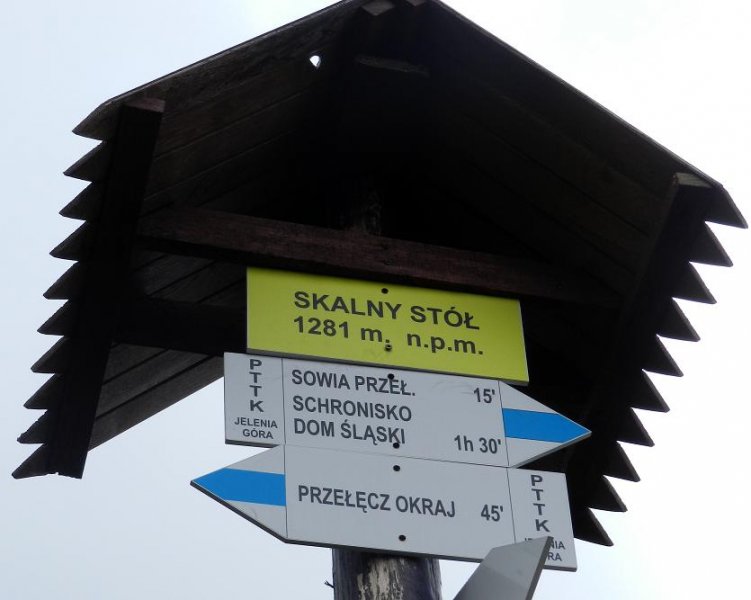 SKALNY STÓŁ
1281 m. n.p.m.
PTTK
JELENIA
GÓRA
SOWIA PRZEŁ. 15'
SCHRONISKO
DOM ŚLĄSKI 1h 30'
PRZEŁĘCZ OKRAJ 45'
PTTK